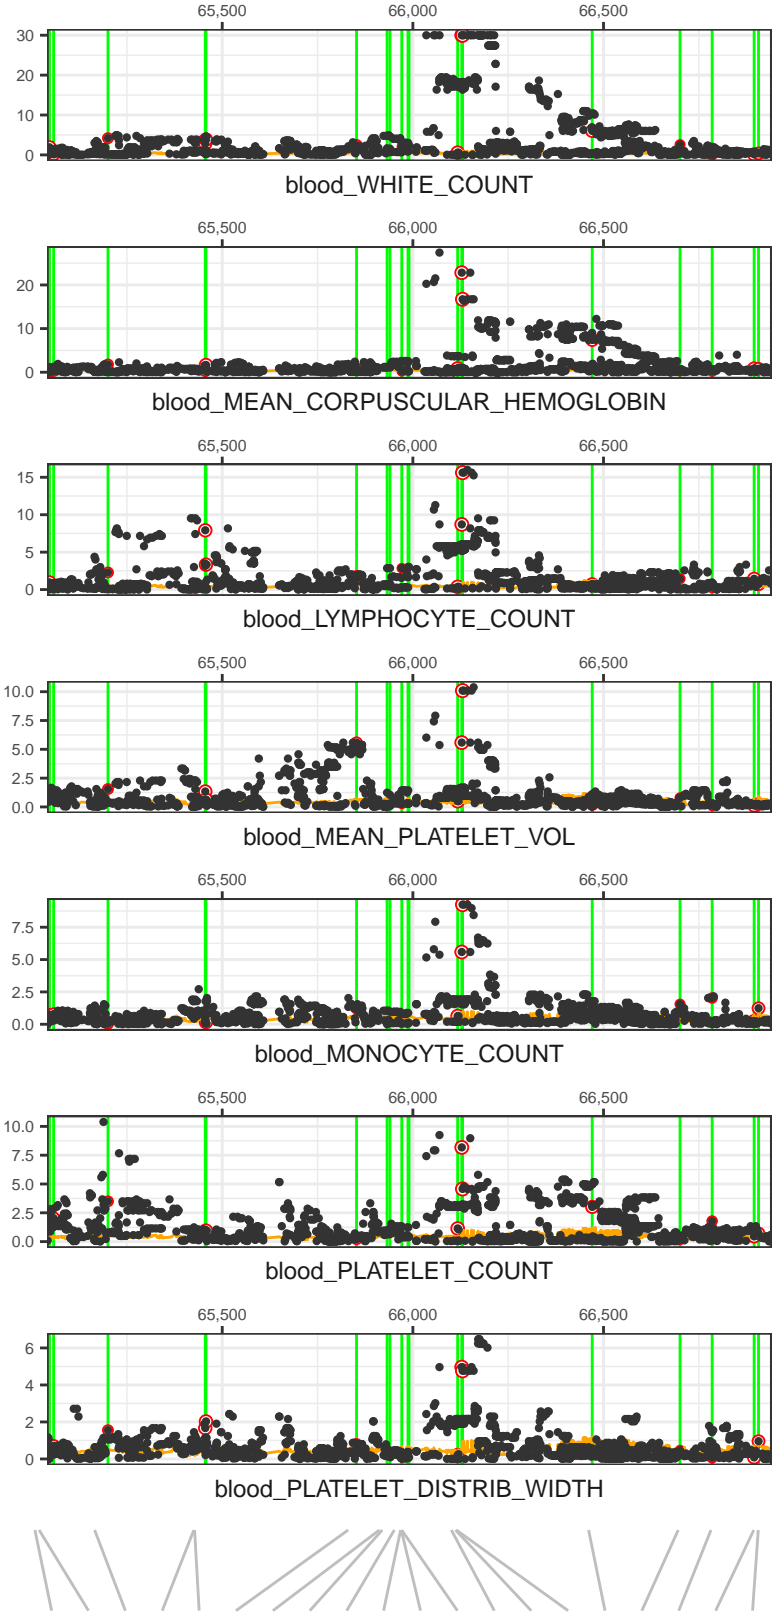 65,500 66,000 66,500
30
20
10
0
blood_WHITE_COUNT
65,500 66,000 66,500
20
10
0
blood_MEAN_CORPUSCULAR_HEMOGLOBIN
65,500 66,000 66,500
15
10
5
0
blood_LYMPHOCYTE_COUNT
65,500 66,000 66,500
10.0
7.5
5.0
2.5
0.0
blood_MEAN_PLATELET_VOL
65,500 66,000 66,500
7.5
5.0
2.5
0.0
blood_MONOCYTE_COUNT
65,500 66,000 66,500
10.0
7.5
5.0
2.5
0.0
blood_PLATELET_COUNT
65,500 66,000 66,500
6
4
2
0
blood_PLATELET_DISTRIB_WIDTH